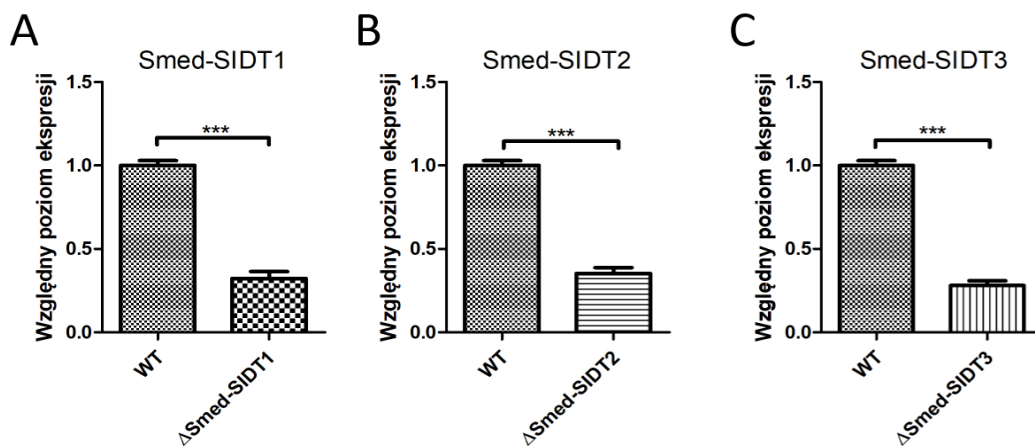 A
Smed-SIDT1
Względny poziom ekspresji
1.5
1.0
0.5
0.0
***
WT
ΔSmed-SIDT1
B
Smed-SIDT2
Względny poziom ekspresji
1.5
1.0
0.5
0.0
***
WT
ΔSmed-SIDT2
C
Smed-SIDT3
Względny poziom ekspresji
1.5
1.0
0.5
0.0
***
WT
ΔSmed-SIDT3